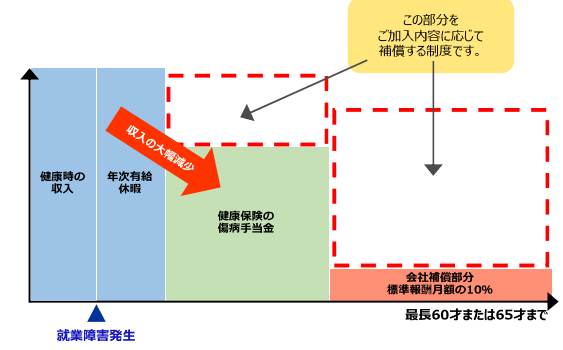 この部分を
ご加入内容に応じて
補償する制度です。
収入の大幅減少
健康時の
収入
年次有給
休暇
健康保険の
傷病手当金
会社補償部分
標準報酬月額の10%
最長60才または65才まで
就業障害発生